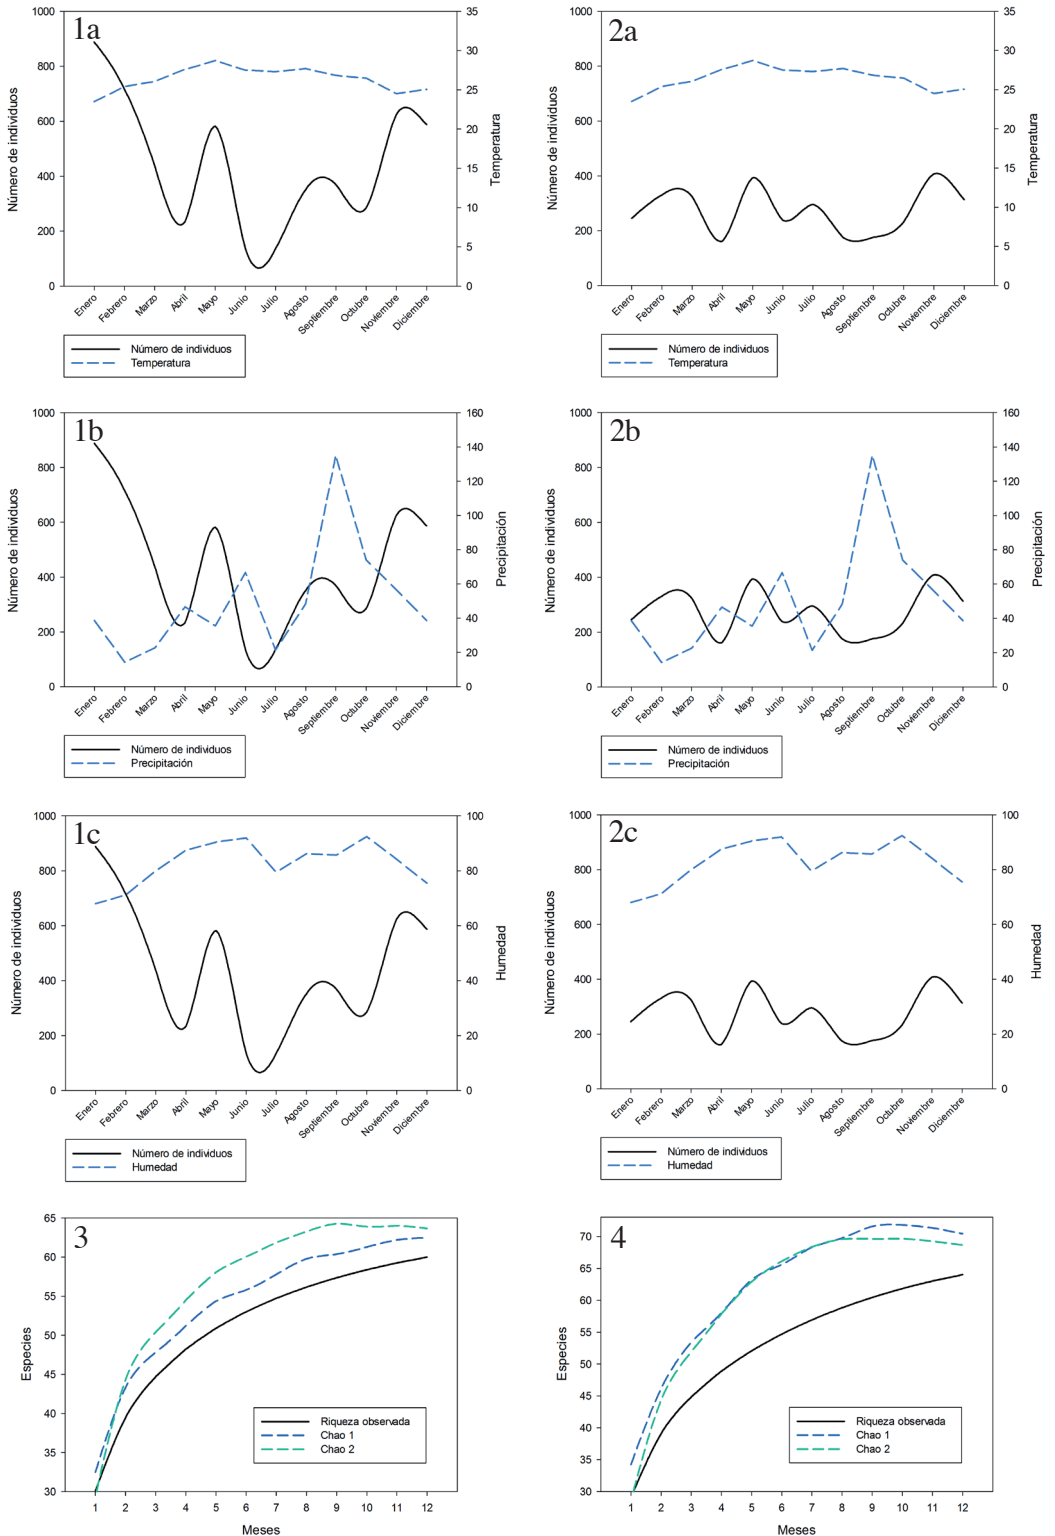 1a
1000
800
600
400
200
0
Número de individuos
35
30
25
20
15
10
5
0
Temperatura
Enero
Febrero
Marzo
Abril
Mayo
Junio
Julio
Agosto
Septiembre
Octubre
Noviembre
Diciembre
Número de individuos
Temperatura
2a
1000
800
600
400
200
0
Número de individuos
35
30
25
20
15
10
5
0
Temperatura
Enero
Febrero
Marzo
Abril
Mayo
Junio
Julio
Agosto
Septiembre
Octubre
Noviembre
Diciembre
Número de individuos
Temperatura
1b
1000
800
600
400
200
0
Número de individuos
160
140
120
100
80
60
40
20
0
Precipitación
Enero
Febrero
Marzo
Abril
Mayo
Junio
Julio
Agosto
Septiembre
Octubre
Noviembre
Diciembre
Número de individuos
Precipitación
2b
1000
800
600
400
200
0
Número de individuos
160
140
120
100
80
60
40
20
0
Precipitación
Enero
Febrero
Marzo
Abril
Mayo
Junio
Julio
Agosto
Septiembre
Octubre
Noviembre
Diciembre
Número de individuos
Precipitación
1c
1000
800
600
400
200
0
Número de individuos
100
80
60
40
20
0
Humedad
Enero
Febrero
Marzo
Abril
Mayo
Junio
Julio
Agosto
Septiembre
Octubre
Noviembre
Diciembre
Número de individuos
Humedad
2c
1000
800
600
400
200
0
Número de individuos
100
80
60
40
20
0
Humedad
Enero
Febrero
Marzo
Abril
Mayo
Junio
Julio
Agosto
Septiembre
Octubre
Noviembre
Diciembre
Número de individuos
Humedad
3
65
60
55
50
45
40
35
30
Especies
Riqueza observada
Chao 1
Chao 2
1 2 3 4 5 6 7 8 9 10 11 12
Meses
4
70
65
60
55
50
45
40
35
30
Especies
Riqueza observada
Chao 1
Chao 2
1 2 3 4 5 6 7 8 9 10 11 12
Meses